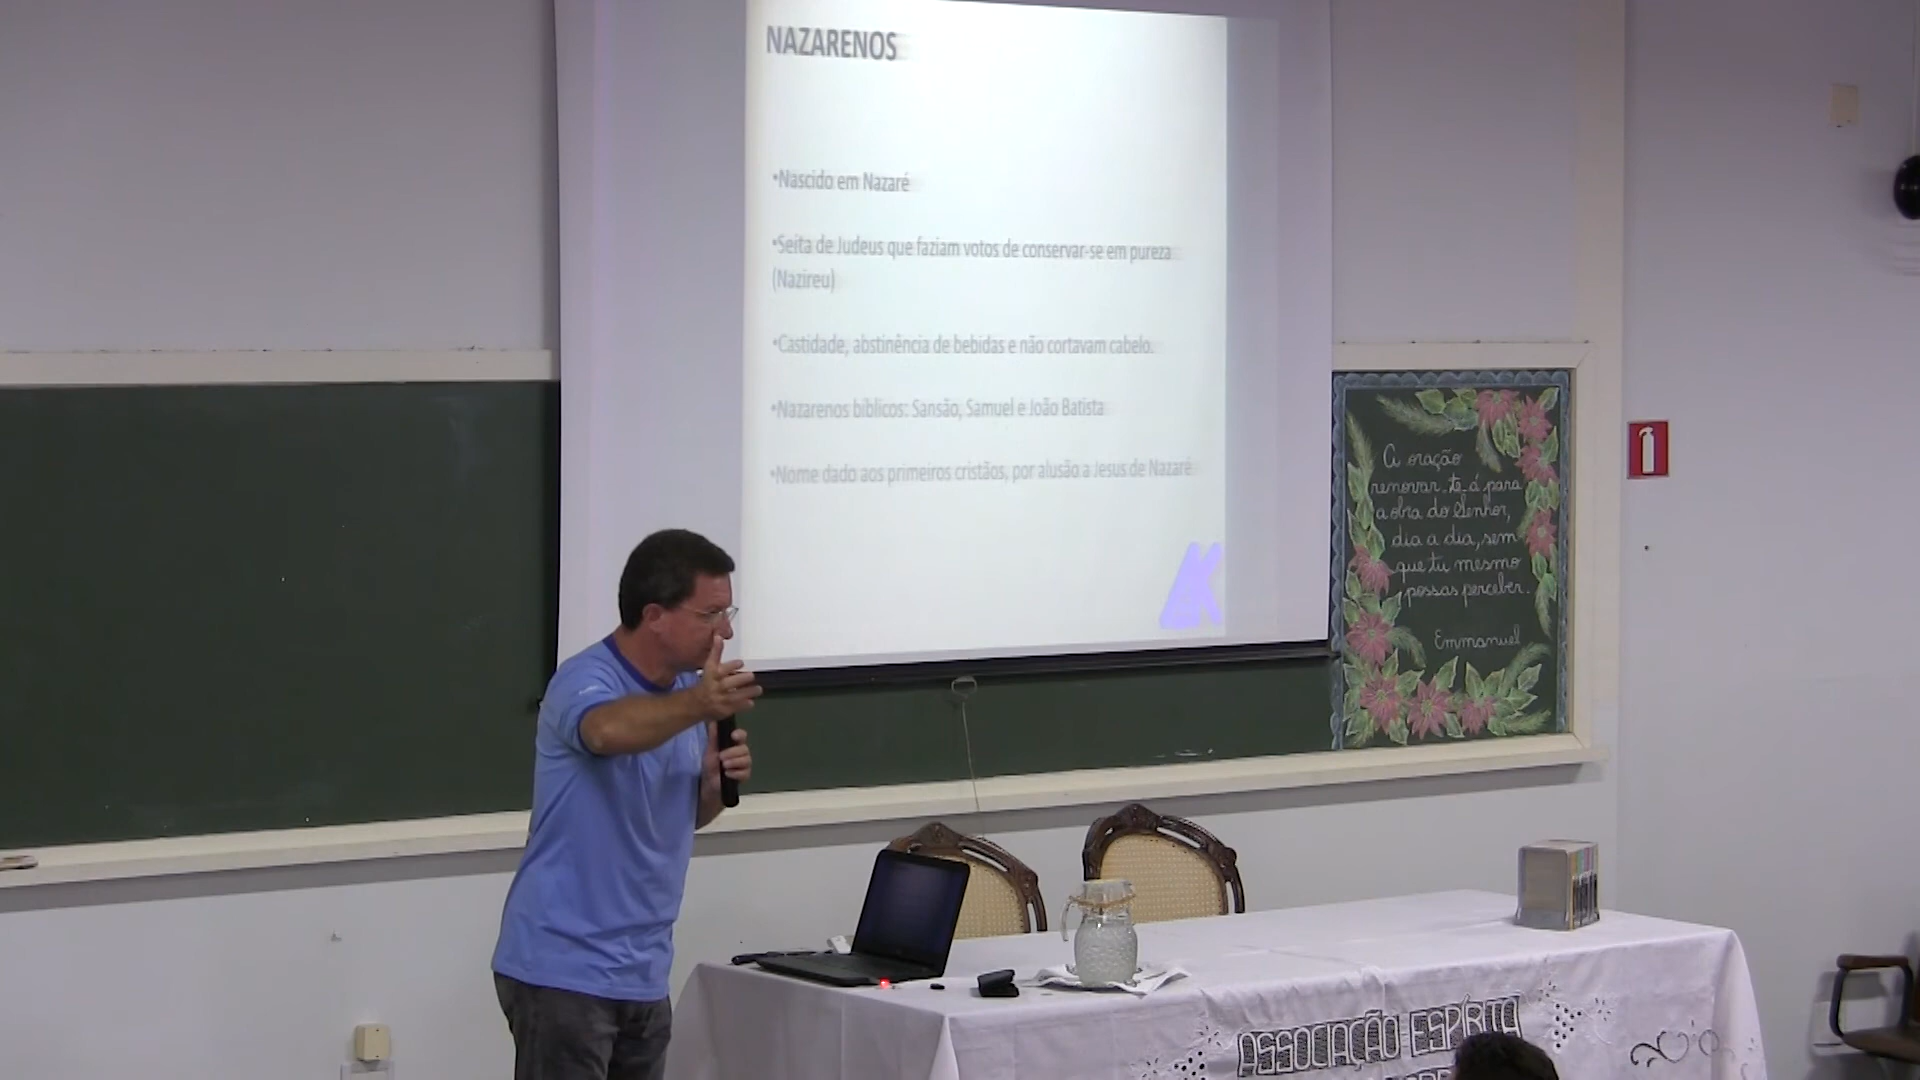 NAZARENOS
•Nascido em Nazaré
•Seita de Judeus que faziam votos de conservar-se em pureza
(Nazireu)
•Castidade, abstinência de bebidas e não cortavam cabelo.
•Nazarenos bíblicos: Sansão, Samuel e João Batista
•Nome dado aos primeiros cristãos, por alusão a Jesus de Nazaré
AK
A oração
renovar-te-á para
a obra do Senhor,
dia a dia, sem
que tu mesmo
possas perceber.
Emmanuel
ASSOCIAÇÃO ESPÍRITA